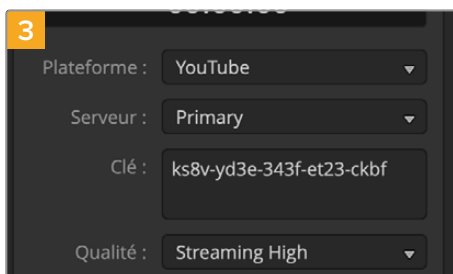 3
Plateforme : YouTube
Serveur : Primary
Clé : ks8v-yd3e-343f-et23-ckbf
Qualité : Streaming High